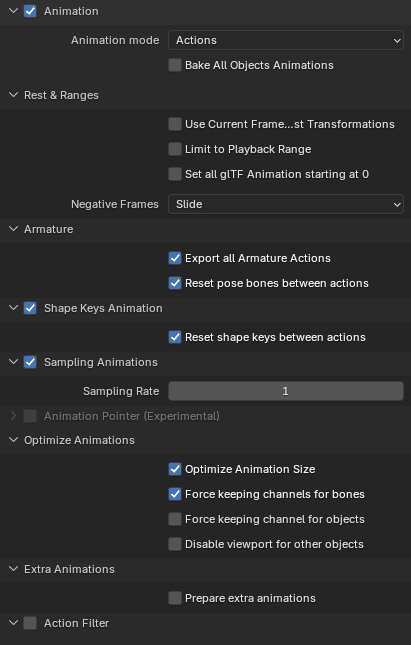 Animation
Animation mode Actions
Bake All Objects Animations
Rest & Ranges
Use Current Frame...st Transformations
Limit to Playback Range
Set all glTF Animation starting at 0
Negative Frames Slide
Armature
Export all Armature Actions
Reset pose bones between actions
Shape Keys Animation
Reset shape keys between actions
Sampling Animations
Sampling Rate 1
Animation Pointer (Experimental)
Optimize Animations
Optimize Animation Size
Force keeping channels for bones
Force keeping channel for objects
Disable viewport for other objects
Extra Animations
Prepare extra animations
Action Filter